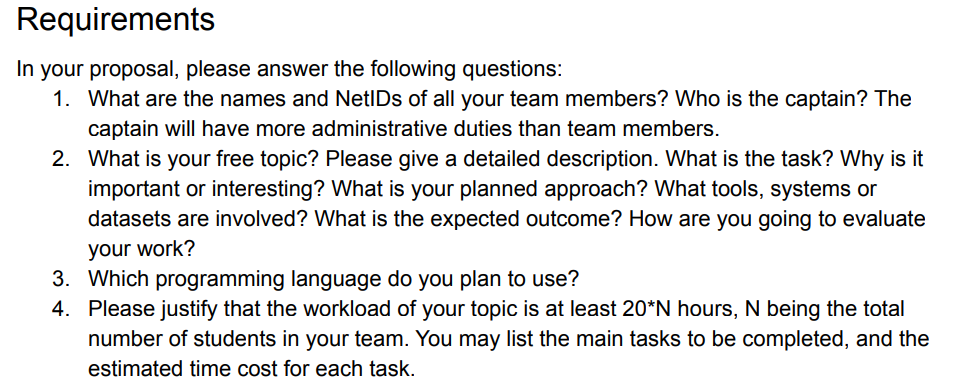 Requirements
In your proposal, please answer the following questions:
1. What are the names and NetIDs of all your team members? Who is the captain? The
captain will have more administrative duties than team members.
2. What is your free topic? Please give a detailed description. What is the task? Why is it
important or interesting? What is your planned approach? What tools, systems or
datasets are involved? What is the expected outcome? How are you going to evaluate
your work?
3. Which programming language do you plan to use?
4. Please justify that the workload of your topic is at least 20*N hours, N being the total
number of students in your team. You may list the main tasks to be completed, and the
estimated time cost for each task.